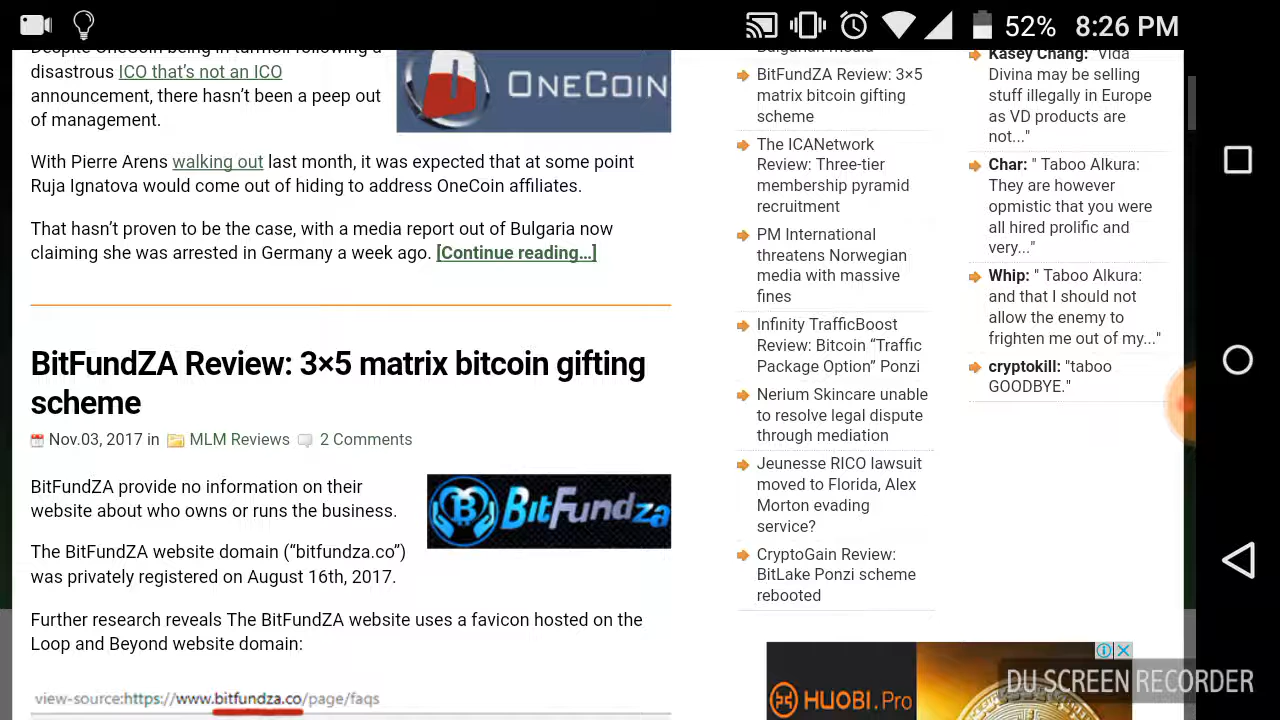 52% 8:26 PM
Despite OneCoin being in turmoil following a
disastrous ICO that's not an ICO
announcement, there hasn't been a peep out
of management.
ONECOIN
With Pierre Arens walking out last month, it was expected that at some point
Ruja Ignatova would come out of hiding to address OneCoin affiliates.
That hasn't proven to be the case, with a media report out of Bulgaria now
claiming she was arrested in Germany a week ago. [Continue reading…]
BitFundZA Review: 3×5 matrix bitcoin gifting
scheme
Nov.03, 2017 in MLM Reviews 2 Comments
BitFundZA provide no information on their
website about who owns or runs the business.
BitFundza
The BitFundZA website domain ("bitfundza.co")
was privately registered on August 16th, 2017.
Further research reveals The BitFundZA website uses a favicon hosted on the
Loop and Beyond website domain:
view-source:https://www.bitfundza.co/page/faqs
Bulgarian media
BitFundZA Review: 3×5
matrix bitcoin gifting
scheme
The ICANetwork
Review: Three-tier
membership pyramid
recruitment
PM International
threatens Norwegian
media with massive
fines
Infinity TrafficBoost
Review: Bitcoin “Traffic
Package Option” Ponzi
Nerium Skincare unable
to resolve legal dispute
through mediation
Jeunesse RICO lawsuit
moved to Florida, Alex
Morton evading
service?
CryptoGain Review:
BitLake Ponzi scheme
rebooted
Kasey Chang: "Vida
Divina may be selling
stuff illegally in Europe
as VD products are
not..."
Char: " Taboo Alkura:
They are however
opmistic that you were
all hired prolific and
very..."
Whip: " Taboo Alkura:
and that I should not
allow the enemy to
frighten me out of my..."
cryptokill: "taboo
GOODBYE."
HUOBI.Pro
DU SCREEN RECORDER